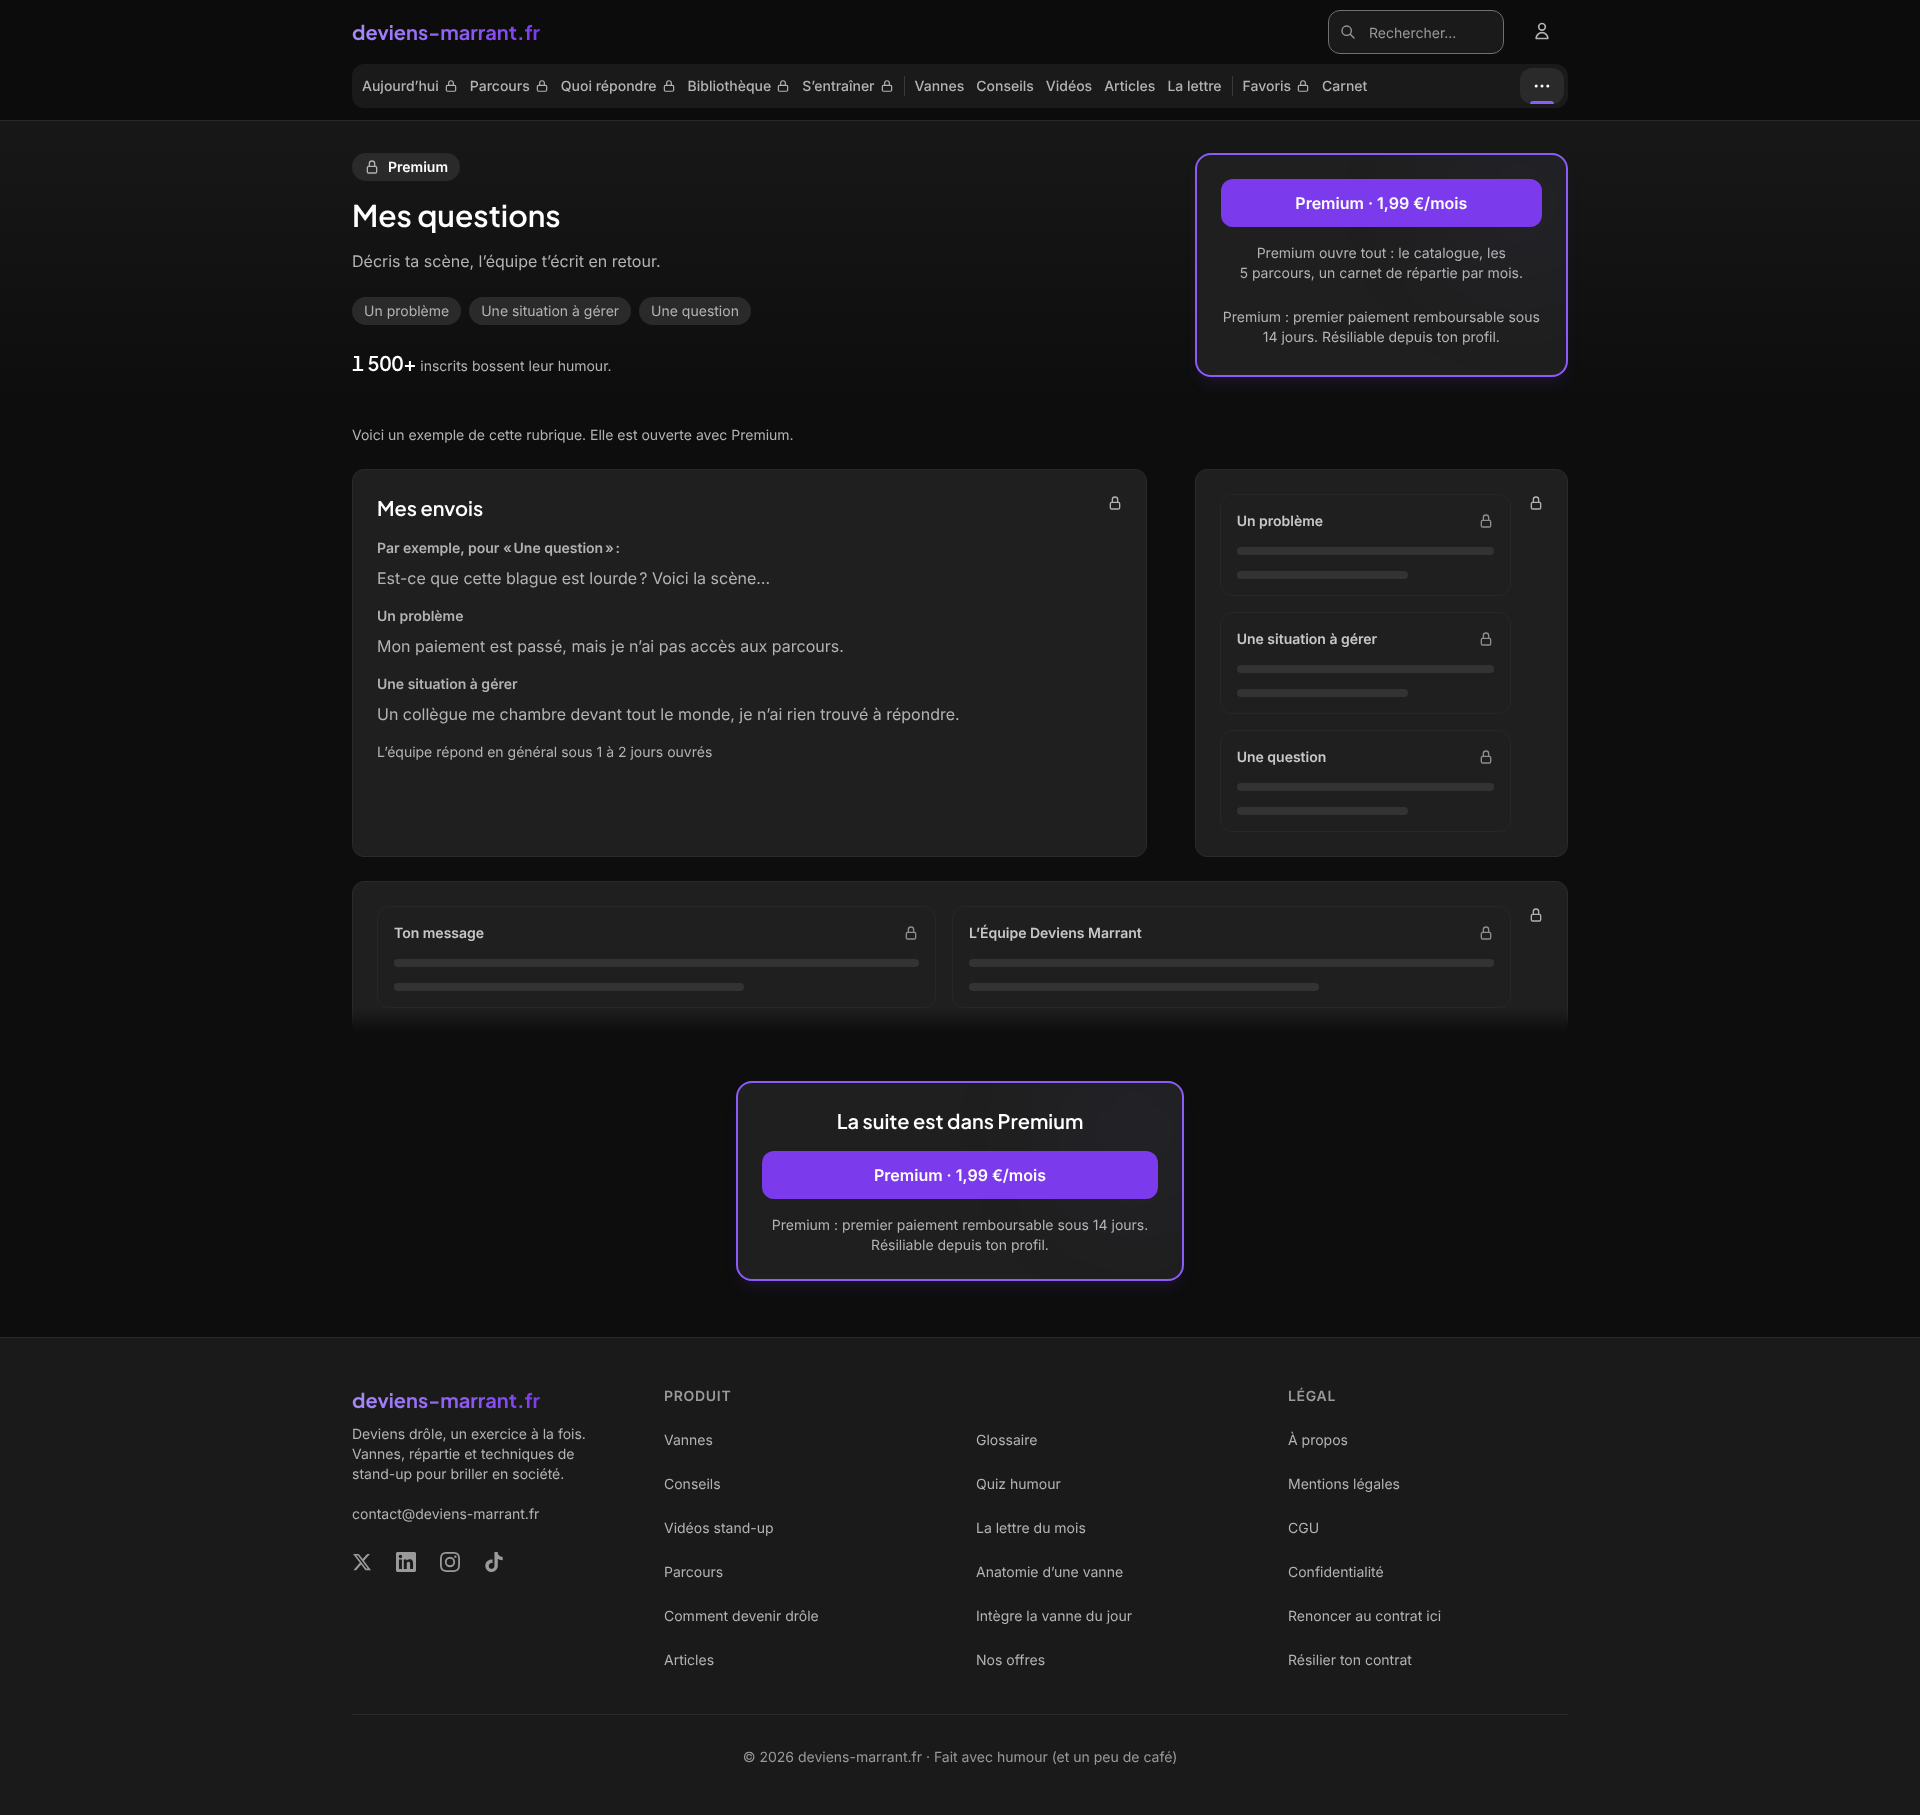 deviens-marrant.fr
Rechercher...
Aujourd’hui Parcours Quoi répondre Bibliothèque S’entraîner Vannes Conseils Vidéos Articles La lettre Favoris Carnet
Premium
Mes questions
Décris ta scène, l’équipe t’écrit en retour.
Un problème Une situation à gérer Une question
1 500+ inscrits bossent leur humour.
Premium · 1,99 €/mois
Premium ouvre tout : le catalogue, les
5 parcours, un carnet de répartie par mois.
Premium : premier paiement remboursable sous
14 jours. Résiliable depuis ton profil.
Voici un exemple de cette rubrique. Elle est ouverte avec Premium.
Mes envois
Par exemple, pour « Une question » :
Est-ce que cette blague est lourde ? Voici la scène…
Un problème
Mon paiement est passé, mais je n’ai pas accès aux parcours.
Une situation à gérer
Un collègue me chambre devant tout le monde, je n’ai rien trouvé à répondre.
L’équipe répond en général sous 1 à 2 jours ouvrés
Un problème
Une situation à gérer
Une question
Ton message
L’Équipe Deviens Marrant
La suite est dans Premium
Premium · 1,99 €/mois
Premium : premier paiement remboursable sous 14 jours.
Résiliable depuis ton profil.
deviens-marrant.fr
Deviens drôle, un exercice à la fois.
Vannes, répartie et techniques de
stand-up pour briller en société.
contact@deviens-marrant.fr
PRODUIT
Vannes
Conseils
Vidéos stand-up
Parcours
Comment devenir drôle
Articles
Glossaire
Quiz humour
La lettre du mois
Anatomie d’une vanne
Intègre la vanne du jour
Nos offres
LÉGAL
À propos
Mentions légales
CGU
Confidentialité
Renoncer au contrat ici
Résilier ton contrat
© 2026 deviens-marrant.fr · Fait avec humour (et un peu de café)